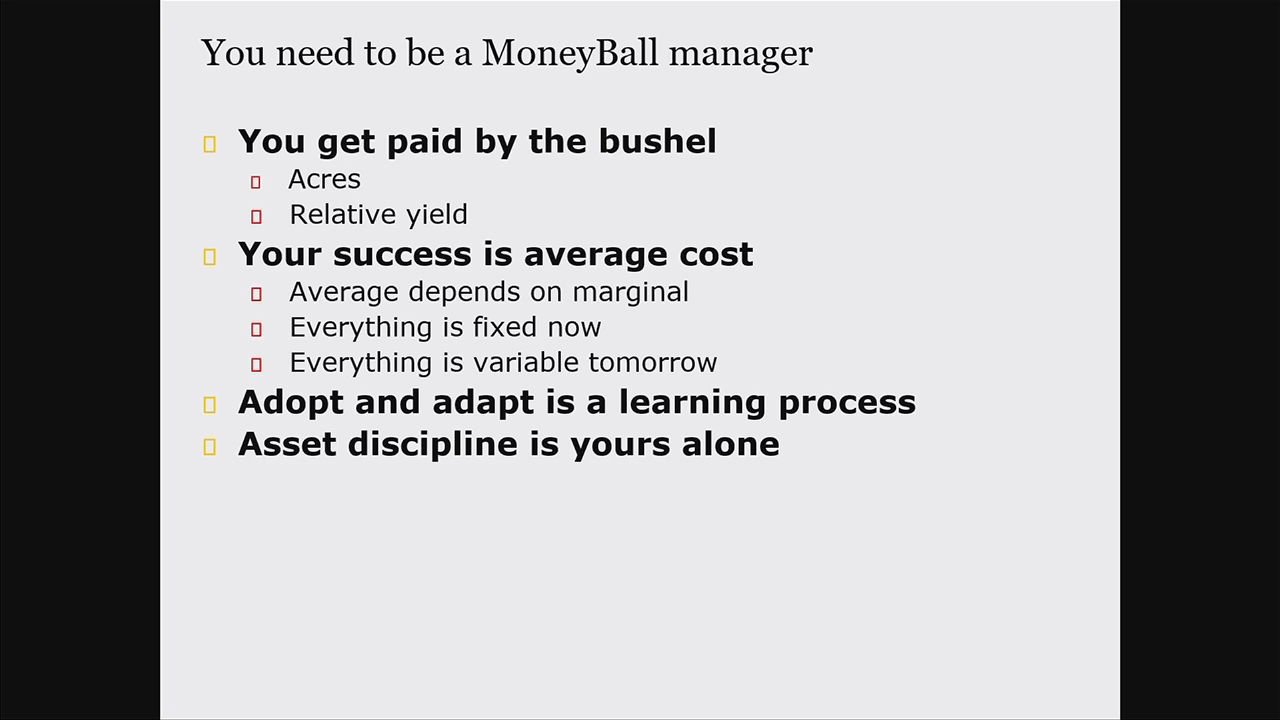 You need to be a MoneyBall manager
You get paid by the bushel
Acres
Relative yield
Your success is average cost
Average depends on marginal
Everything is fixed now
Everything is variable tomorrow
Adopt and adapt is a learning process
Asset discipline is yours alone